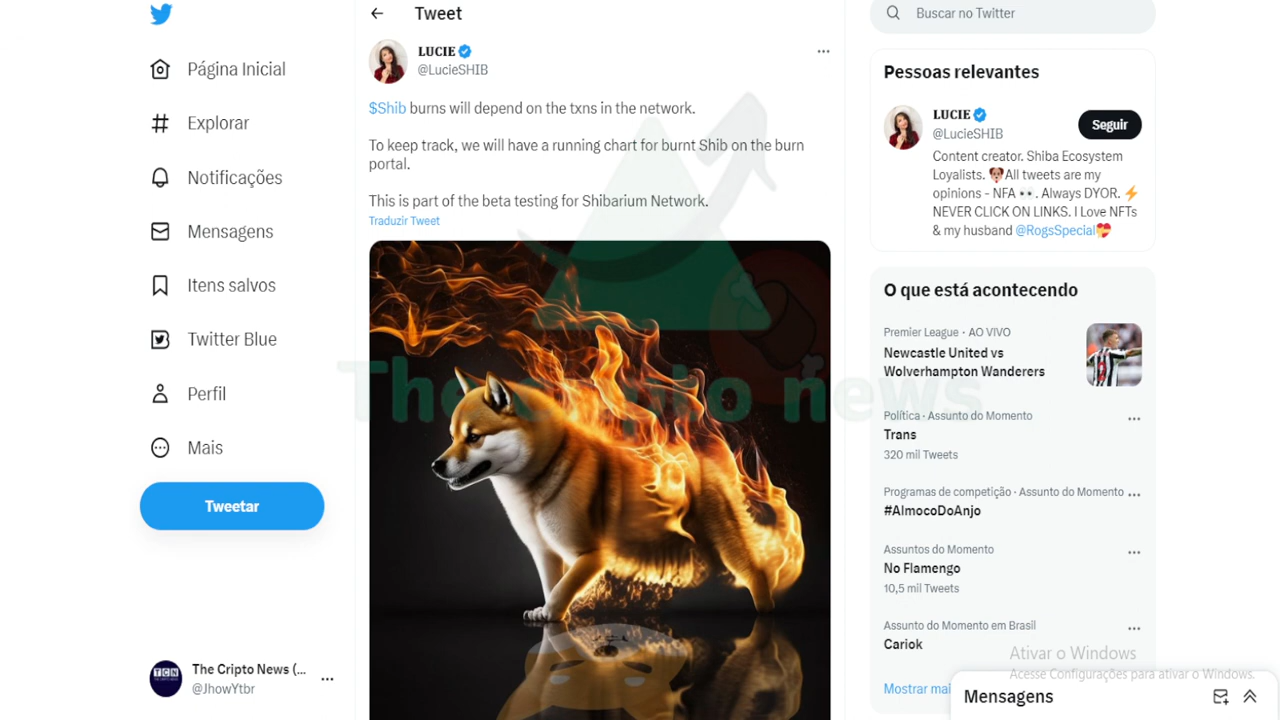 Página Inicial
Explorar
Notificações
Mensagens
Itens salvos
Twitter Blue
Perfil
Mais
Tweetar
TCN
The Cripto News (...
@JhowYtbr
Tweet
LUCIE
@LucieSHIB
$Shib burns will depend on the txns in the network.
To keep track, we will have a running chart for burnt Shib on the burn
portal.
This is part of the beta testing for Shibarium Network.
Traduzir Tweet
The cripto news
Buscar no Twitter
Pessoas relevantes
LUCIE
@LucieSHIB
Seguir
Content creator. Shiba Ecosystem
Loyalists. 🐶All tweets are my
opinions - NFA 👀. Always DYOR. ⚡
NEVER CLICK ON LINKS. I Love NFTs
& my husband @RogsSpecial💝
O que está acontecendo
Premier League · AO VIVO
Newcastle United vs
Wolverhampton Wanderers
Política · Assunto do Momento
Trans
320 mil Tweets
Programas de competição · Assunto do Momento
#AlmocoDoAnjo
Assuntos do Momento
No Flamengo
10,5 mil Tweets
Assunto do Momento em Brasil
Cariok
Mostrar mai
Ativar o Windows
Acesse Configurações para ativar o Windows.
Mensagens